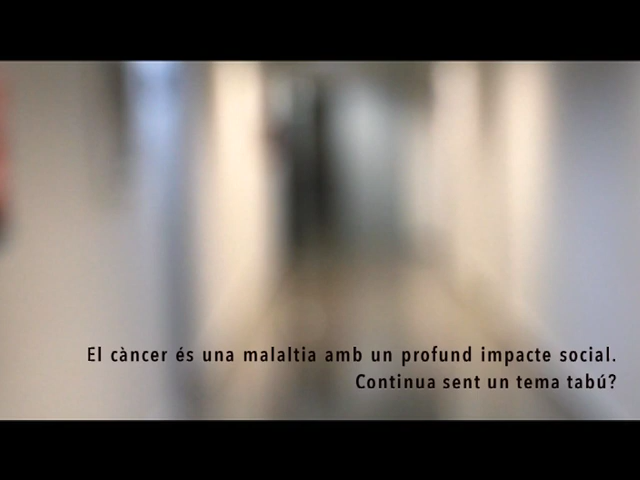 El càncer és una malaltia amb un profund impacte social.
Continua sent un tema tabú?